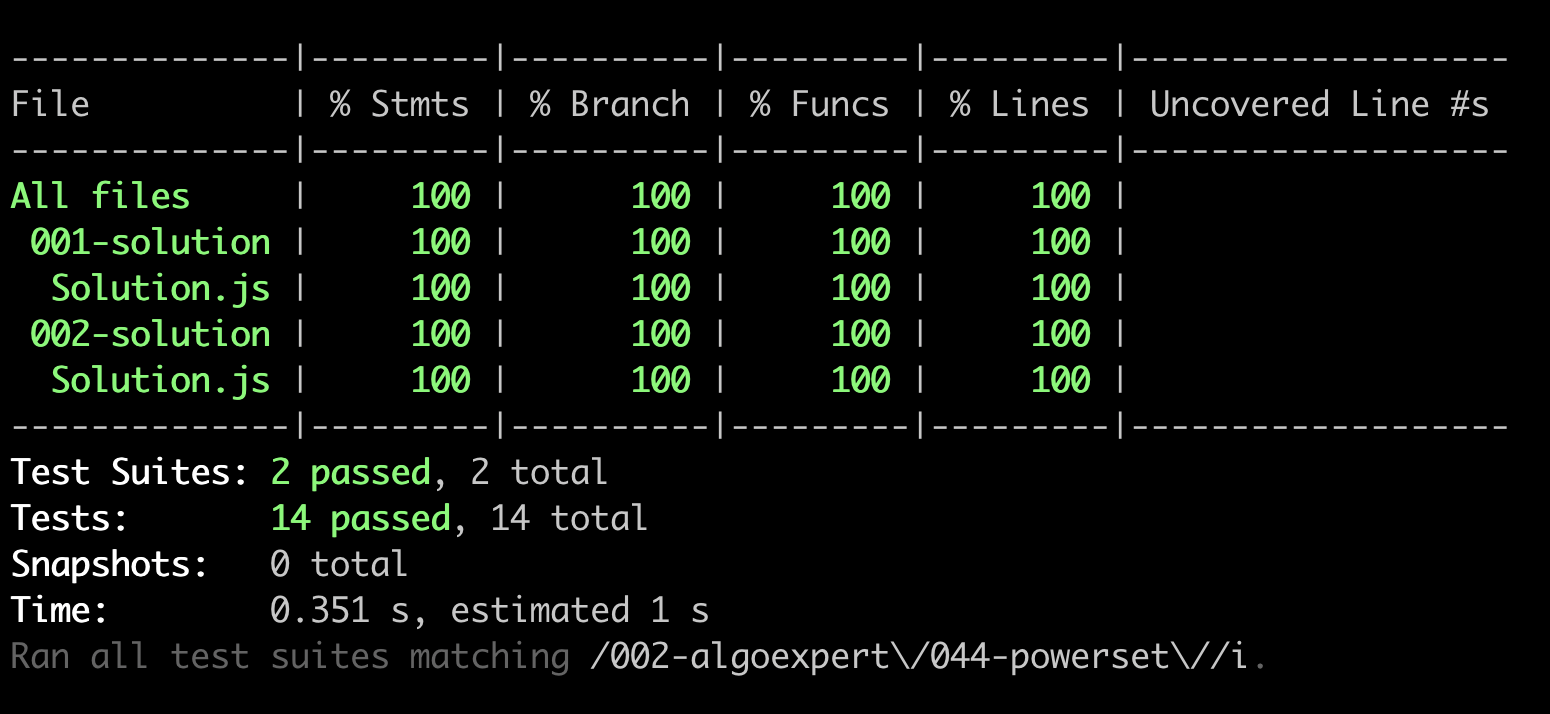 --------------|---------|----------|---------|---------|-------------------
File          | % Stmts | % Branch | % Funcs | % Lines | Uncovered Line #s
--------------|---------|----------|---------|---------|-------------------
All files     |     100 |      100 |     100 |     100 |
 001-solution |     100 |      100 |     100 |     100 |
  Solution.js |     100 |      100 |     100 |     100 |
 002-solution |     100 |      100 |     100 |     100 |
  Solution.js |     100 |      100 |     100 |     100 |
--------------|---------|----------|---------|---------|-------------------
Test Suites: 2 passed, 2 total
Tests:       14 passed, 14 total
Snapshots:   0 total
Time:        0.351 s, estimated 1 s
Ran all test suites matching /002-algoexpert\/044-powerset\//i.